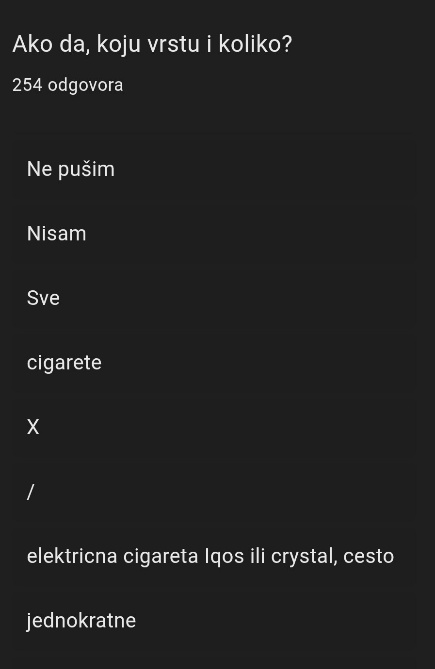 Ako da, koju vrstu i koliko?
254 odgovora
Ne pušim
Nisam
Sve
cigarete
X
/
elektricna cigareta Iqos ili crystal, cesto
jednokratne